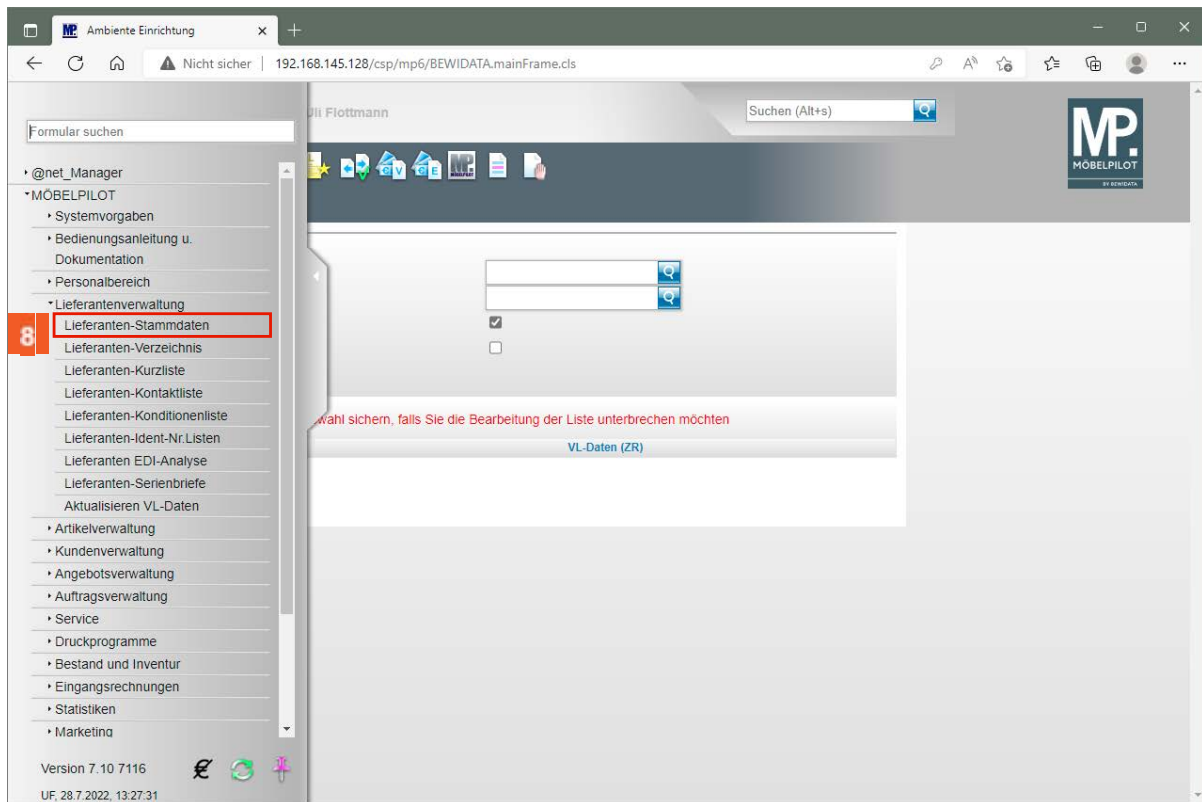 Ambiente Einrichtung
Nicht sicher | 192.168.145.128/csp/mp6/BEWIDATA.mainFrame.cls
Uli Flottmann
Suchen (Alt+s)
MP.
MÖBELPILOT
BY BEWIDATA
Formular suchen
@net_Manager
MÖBELPILOT
Systemvorgaben
Bedienungsanleitung u.
Dokumentation
Personalbereich
Lieferantenverwaltung
8
Lieferanten-Stammdaten
Lieferanten-Verzeichnis
Lieferanten-Kurzliste
Lieferanten-Kontaktliste
Lieferanten-Konditionenliste
Lieferanten-Ident-Nr.Listen
Lieferanten EDI-Analyse
Lieferanten-Serienbriefe
Aktualisieren VL-Daten
Artikelverwaltung
Kundenverwaltung
Angebotsverwaltung
Auftragsverwaltung
Service
Druckprogramme
Bestand und Inventur
Eingangsrechnungen
Statistiken
Marketing
wahl sichern, falls Sie die Bearbeitung der Liste unterbrechen möchten
VL-Daten (ZR)
Version 7.10 7116
UF, 28.7.2022, 13:27:31